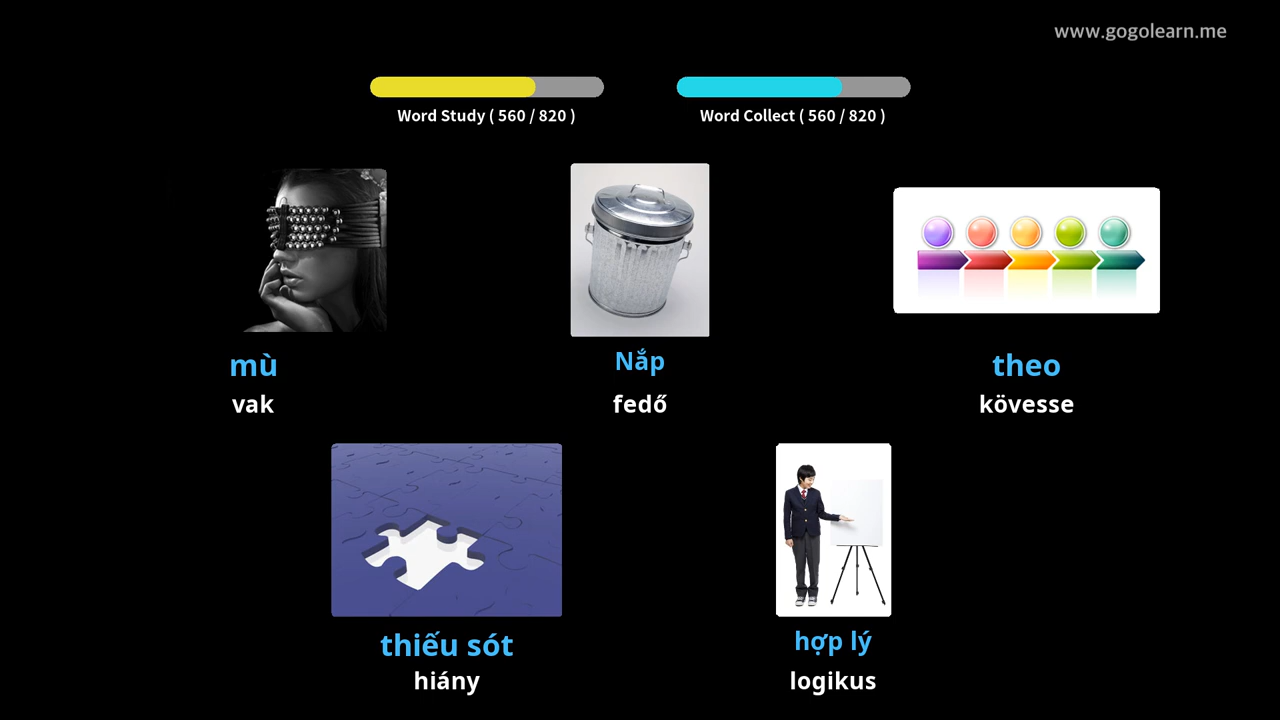 www.gogolearn.me
Word Study ( 560 / 820 )
Word Collect ( 560 / 820 )
mù
vak
Nắp
fedő
theo
kövesse
thiếu sót
hiány
hợp lý
logikus